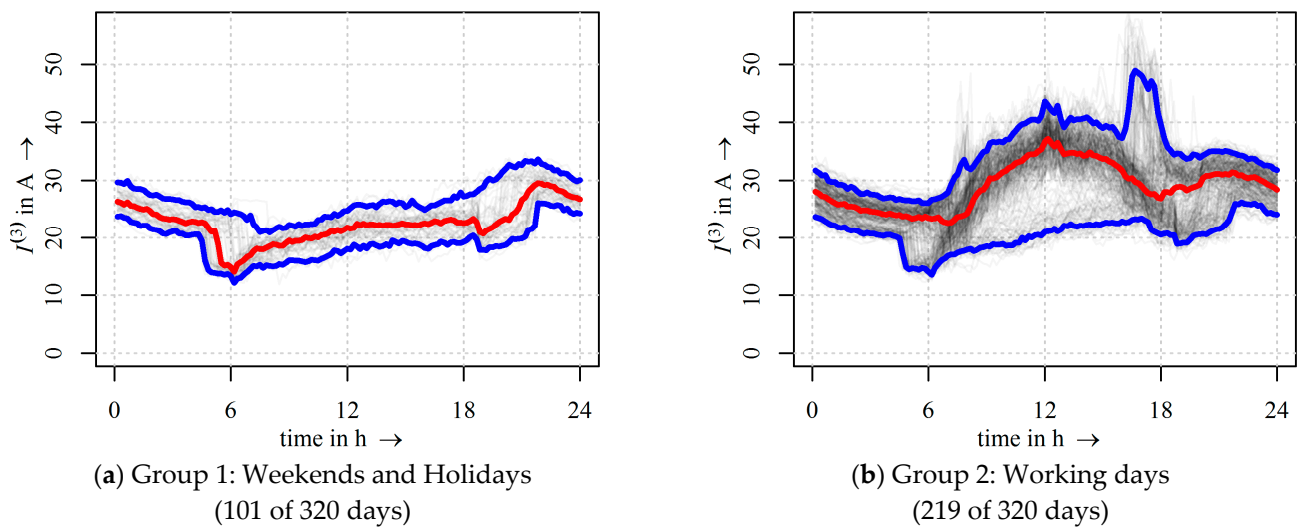 50
40
30
20
10
0
I(3) in A →
0 6 12 18 24
time in h →
(a) Group 1: Weekends and Holidays
(101 of 320 days)
50
40
30
20
10
0
I(3) in A →
0 6 12 18 24
time in h →
(b) Group 2: Working days
(219 of 320 days)